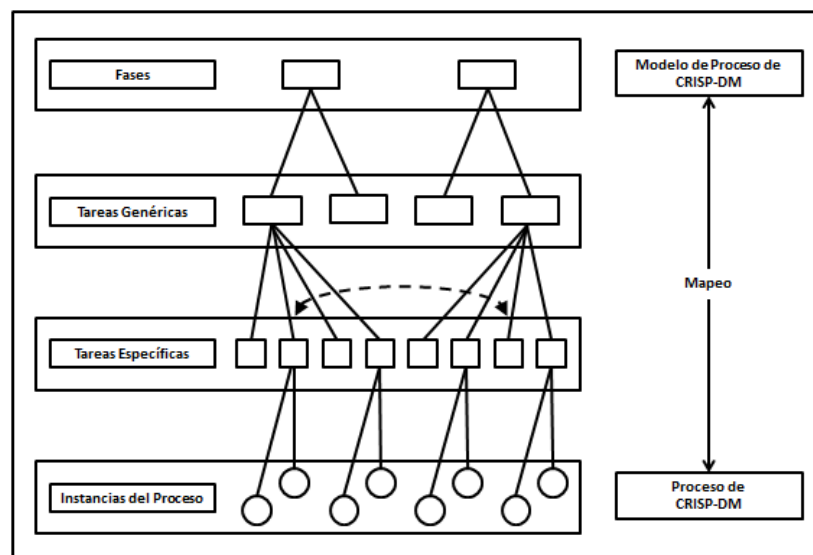 Fases
Modelo de Proceso de
CRISP-DM
Tareas Genéricas
Mapeo
Tareas Específicas
Instancias del Proceso
Proceso de
CRISP-DM